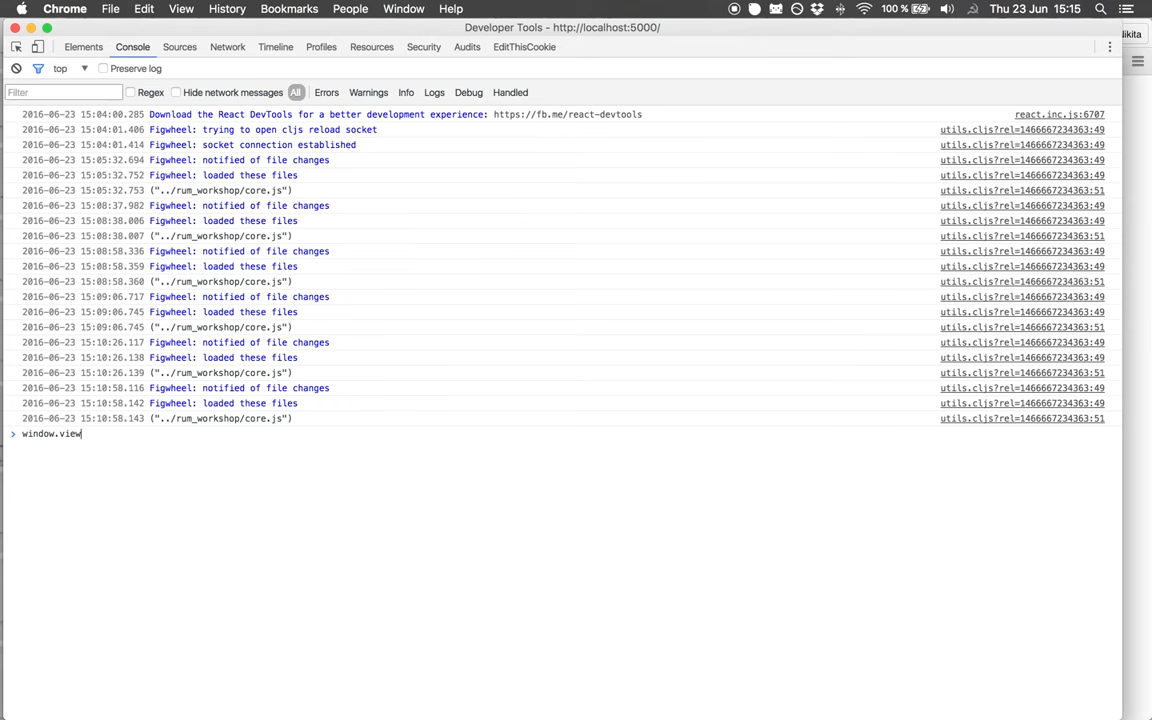 Chrome File Edit View History Bookmarks People Window Help 100 % Thu 23 Jun 15:15
Developer Tools - http://localhost:5000/
ikita
Elements Console Sources Network Timeline Profiles Resources Security Audits EditThisCookie
top ▼ Preserve log
Filter Regex Hide network messages All Errors Warnings Info Logs Debug Handled
2016-06-23 15:04:00.285 Download the React DevTools for a better development experience: https://fb.me/react-devtools react.inc.js:6707
2016-06-23 15:04:01.406 Figwheel: trying to open cljs reload socket utils.cljs?rel=1466667234363:49
2016-06-23 15:04:01.414 Figwheel: socket connection established utils.cljs?rel=1466667234363:49
2016-06-23 15:05:32.694 Figwheel: notified of file changes utils.cljs?rel=1466667234363:49
2016-06-23 15:05:32.752 Figwheel: loaded these files utils.cljs?rel=1466667234363:49
2016-06-23 15:05:32.753 ("../rum_workshop/core.js") utils.cljs?rel=1466667234363:51
2016-06-23 15:08:37.982 Figwheel: notified of file changes utils.cljs?rel=1466667234363:49
2016-06-23 15:08:38.006 Figwheel: loaded these files utils.cljs?rel=1466667234363:49
2016-06-23 15:08:38.007 ("../rum_workshop/core.js") utils.cljs?rel=1466667234363:51
2016-06-23 15:08:58.336 Figwheel: notified of file changes utils.cljs?rel=1466667234363:49
2016-06-23 15:08:58.359 Figwheel: loaded these files utils.cljs?rel=1466667234363:49
2016-06-23 15:08:58.360 ("../rum_workshop/core.js") utils.cljs?rel=1466667234363:51
2016-06-23 15:09:06.717 Figwheel: notified of file changes utils.cljs?rel=1466667234363:49
2016-06-23 15:09:06.745 Figwheel: loaded these files utils.cljs?rel=1466667234363:49
2016-06-23 15:09:06.745 ("../rum_workshop/core.js") utils.cljs?rel=1466667234363:51
2016-06-23 15:10:26.117 Figwheel: notified of file changes utils.cljs?rel=1466667234363:49
2016-06-23 15:10:26.138 Figwheel: loaded these files utils.cljs?rel=1466667234363:49
2016-06-23 15:10:26.139 ("../rum_workshop/core.js") utils.cljs?rel=1466667234363:51
2016-06-23 15:10:58.116 Figwheel: notified of file changes utils.cljs?rel=1466667234363:49
2016-06-23 15:10:58.142 Figwheel: loaded these files utils.cljs?rel=1466667234363:49
2016-06-23 15:10:58.143 ("../rum_workshop/core.js") utils.cljs?rel=1466667234363:51
> window.view